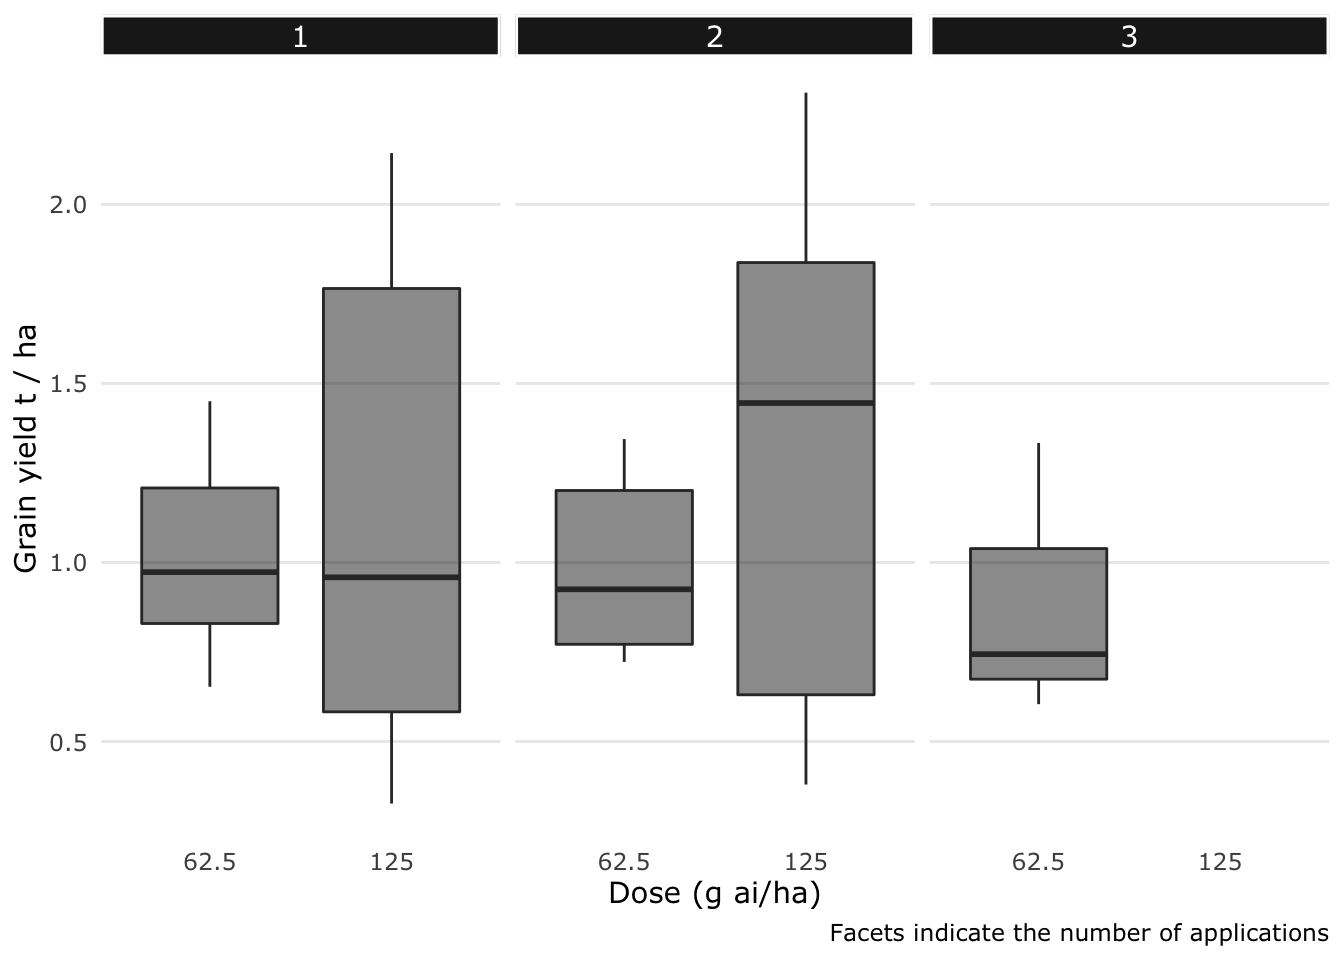 1 2 3
2.0
1.5
1.0
0.5
Grain yield t / ha
62.5 125 62.5 125 62.5 125
Dose (g ai/ha)
Facets indicate the number of applications